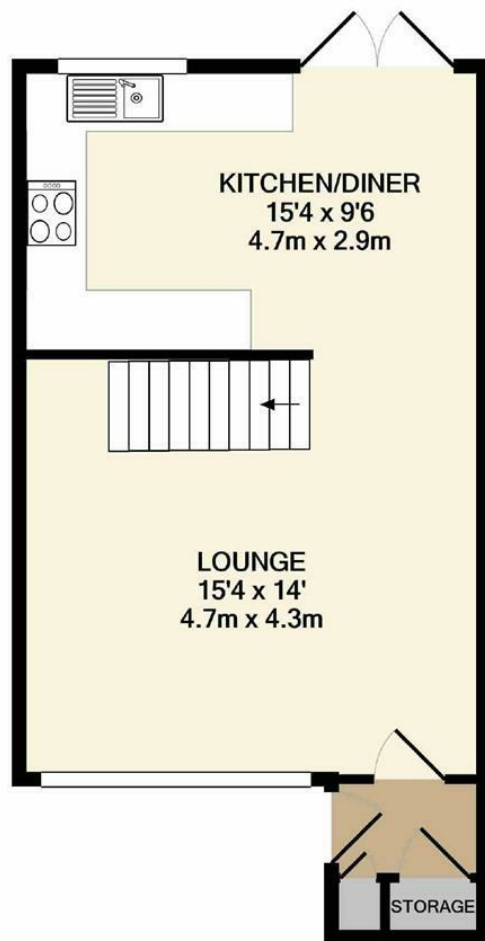 KITCHEN/DINER
15'4 x 9'6
4.7m x 2.9m
LOUNGE
15'4 x 14'
4.7m x 4.3m
STORAGE